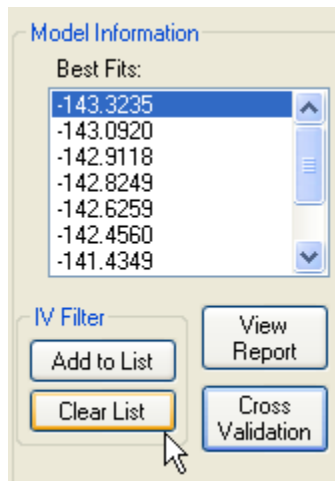 Model Information
Best Fits:
-143.3235
-143.0920
-142.9118
-142.8249
-142.6259
-142.4560
-141.4349
IV Filter
Add to List
Clear List
View
Report
Cross
Validation